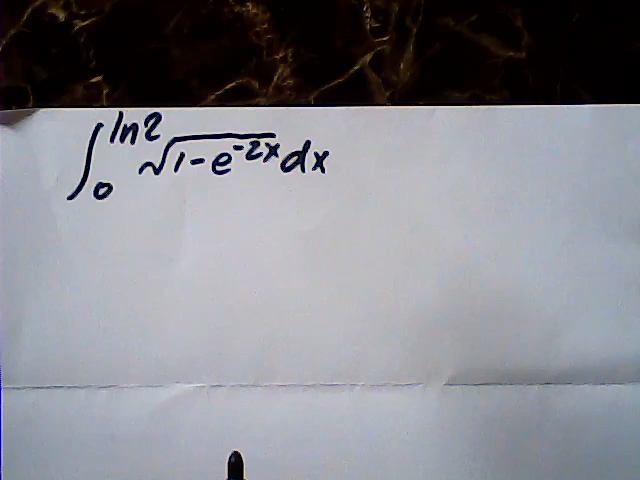 ∫₀^{ln2} √(1-e^{-2x}) dx